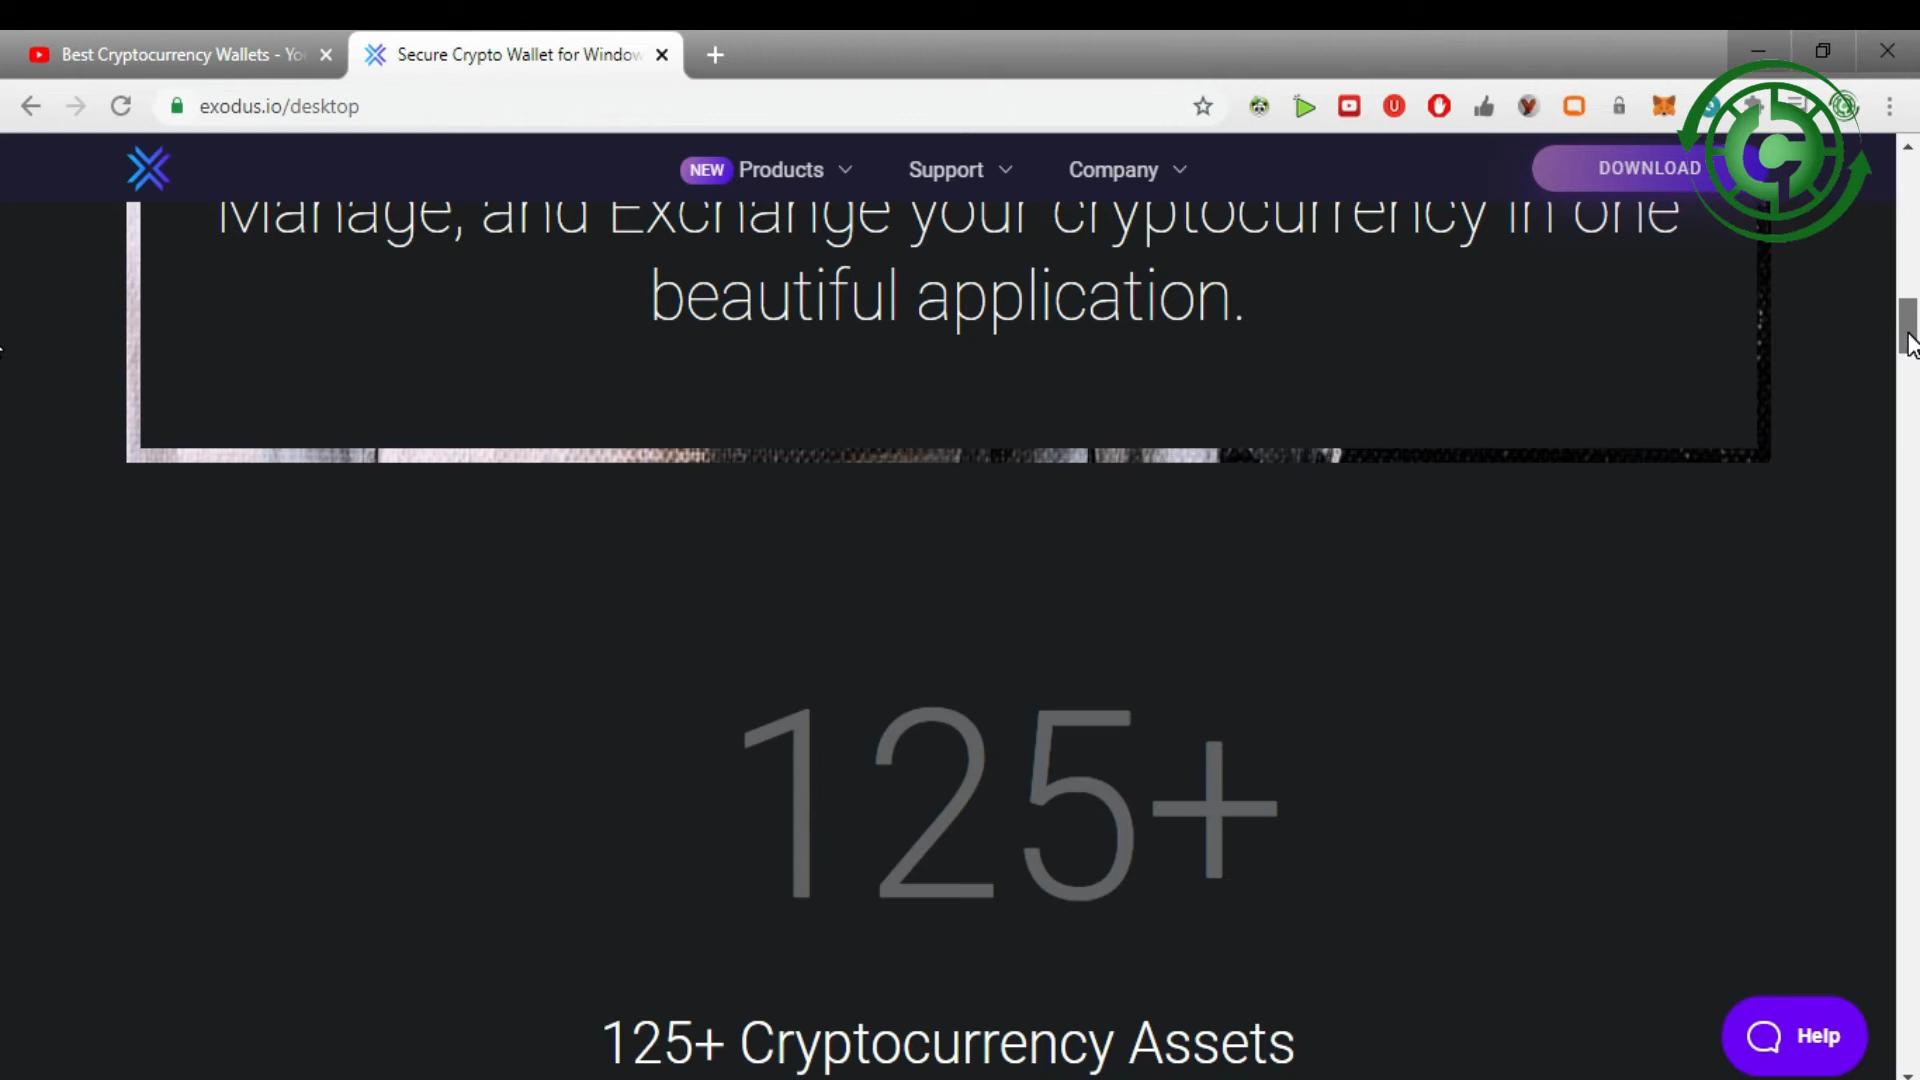 Best Cryptocurrency Wallets - Yo
Secure Crypto Wallet for Window
exodus.io/desktop
NEW Products
Support
Company
DOWNLOAD
Manage, and Exchange your cryptocurrency in one
beautiful application.
125+
125+ Cryptocurrency Assets
Help